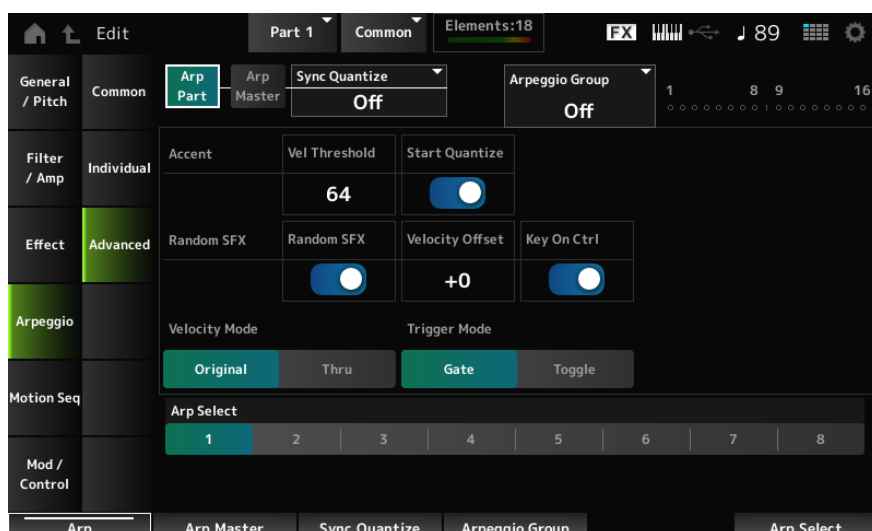 Edit
Part 1
Common
Elements:18
FX
♩ 89
General
/ Pitch
Common
Arp
Part
Arp
Master
Sync Quantize
Off
Arpeggio Group
Off
1 8 9 16
Filter
/ Amp
Individual
Accent
Vel Threshold
64
Start Quantize
Effect
Advanced
Random SFX
Random SFX
Velocity Offset
+0
Key On Ctrl
Arpeggio
Velocity Mode
Original
Thru
Trigger Mode
Gate
Toggle
Motion Seq
Arp Select
1 2 3 4 5 6 7 8
Mod /
Control
Arp
Arp Master
Sync Quantize
Arpeggio Group
Arp Select